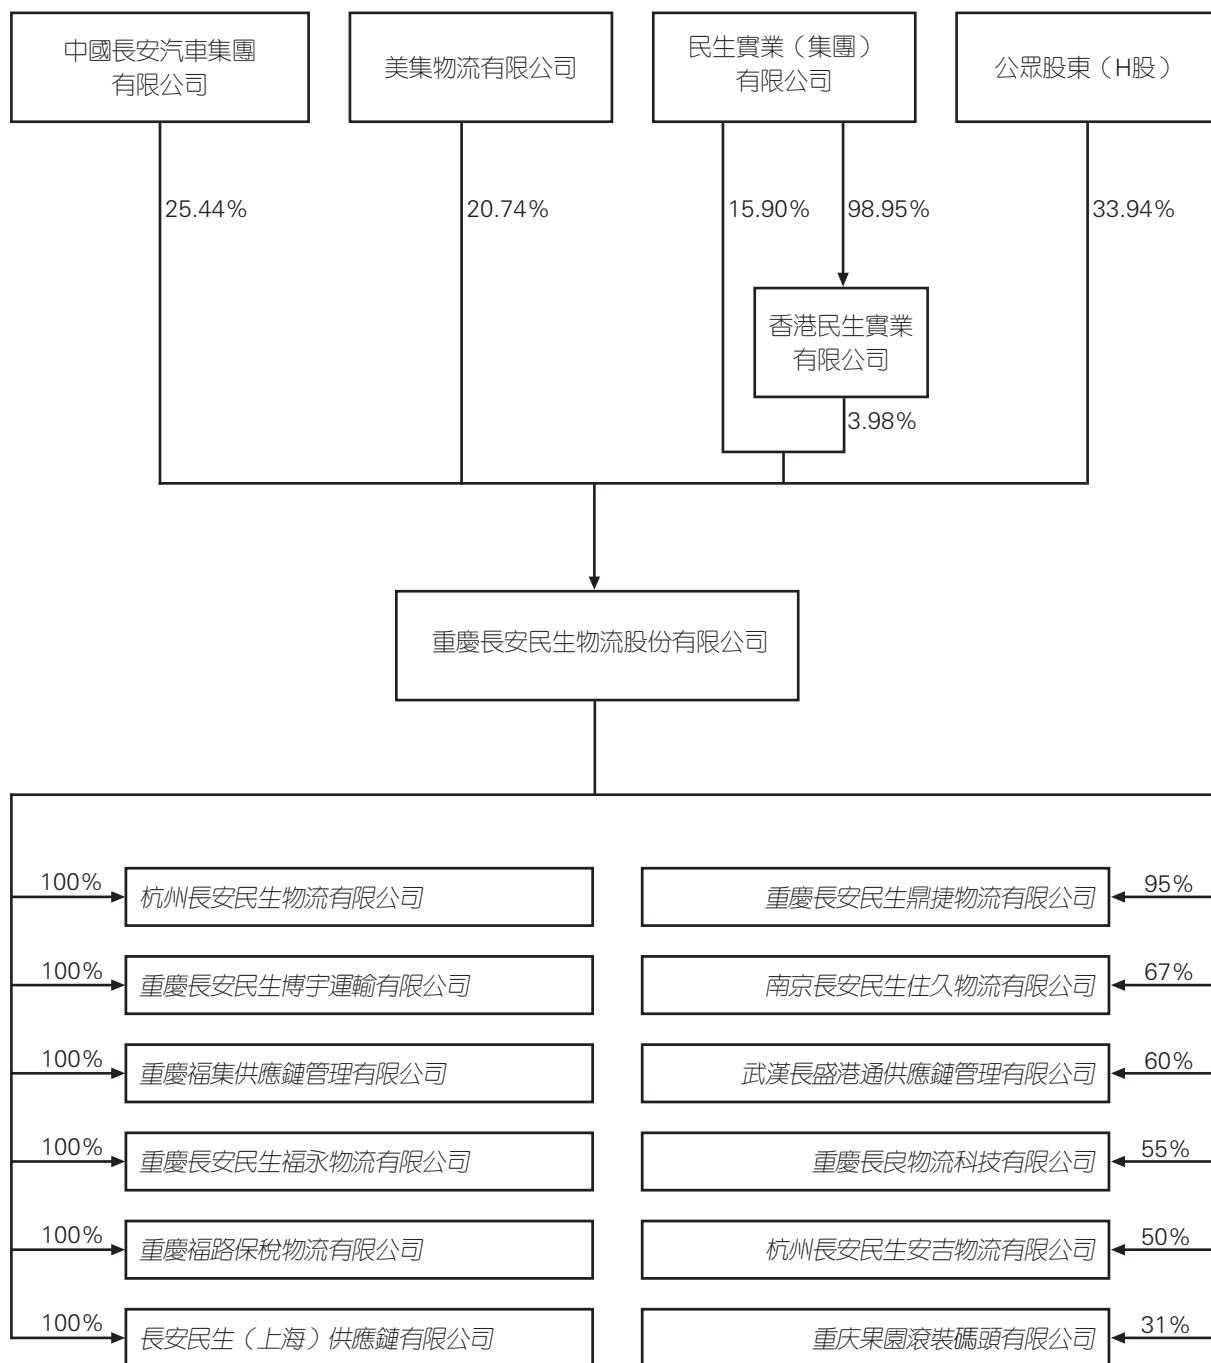 中國長安汽車集團
有限公司
美集物流有限公司
民生實業（集團）
有限公司
公眾股東（H股）
25.44%
20.74%
15.90%
98.95%
33.94%
香港民生實業
有限公司
3.98%
重慶長安民生物流股份有限公司
100%
杭州長安民生物流有限公司
重慶長安民生鼎捷物流有限公司
95%
100%
重慶長安民生博宇運輸有限公司
南京長安民生住久物流有限公司
67%
100%
重慶福集供應鏈管理有限公司
武漢長盛港通供應鏈管理有限公司
60%
100%
重慶長安民生福永物流有限公司
重慶長良物流科技有限公司
55%
100%
重慶福路保稅物流有限公司
杭州長安民生安吉物流有限公司
50%
100%
長安民生（上海）供應鏈有限公司
重庆果園滾裝碼頭有限公司
31%